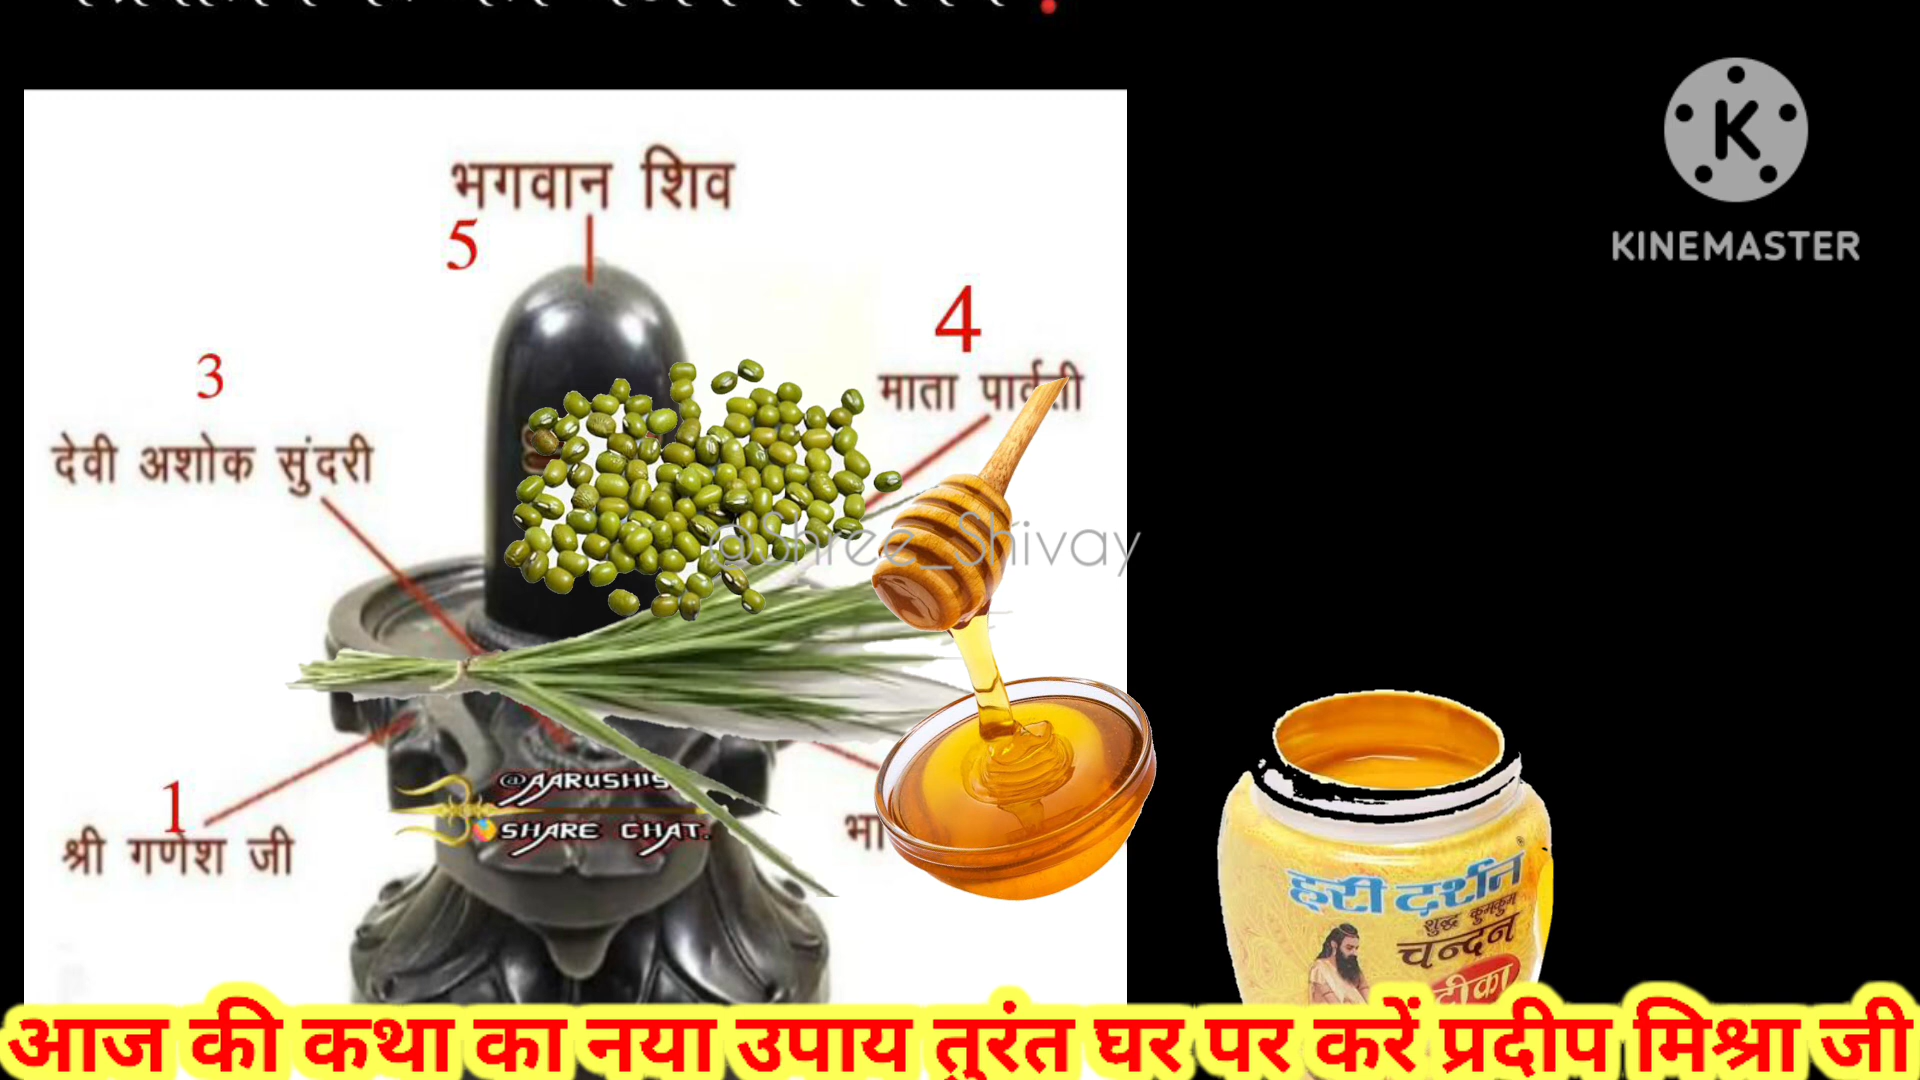 भगवान शिव
5
4
3
माता पार्वती
देवी अशोक सुंदरी
@Shree_Shivay
1
श्री गणेश जी
@AARUSHIS
SHARE CHAT.
K
KINEMASTER
हरी दर्शन
शुद्ध कुमकुम
चन्दन
टीका
आज की कथा का नया उपाय तुरंत घर पर करें प्रदीप मिश्रा जी